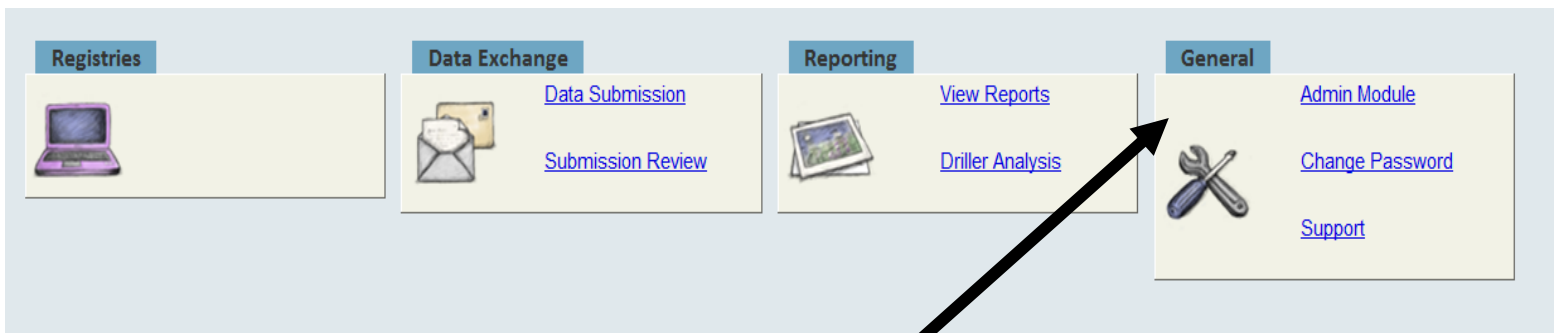 Registries
Data Exchange
Data Submission
Submission Review
Reporting
View Reports
Driller Analysis
General
Admin Module
Change Password
Support